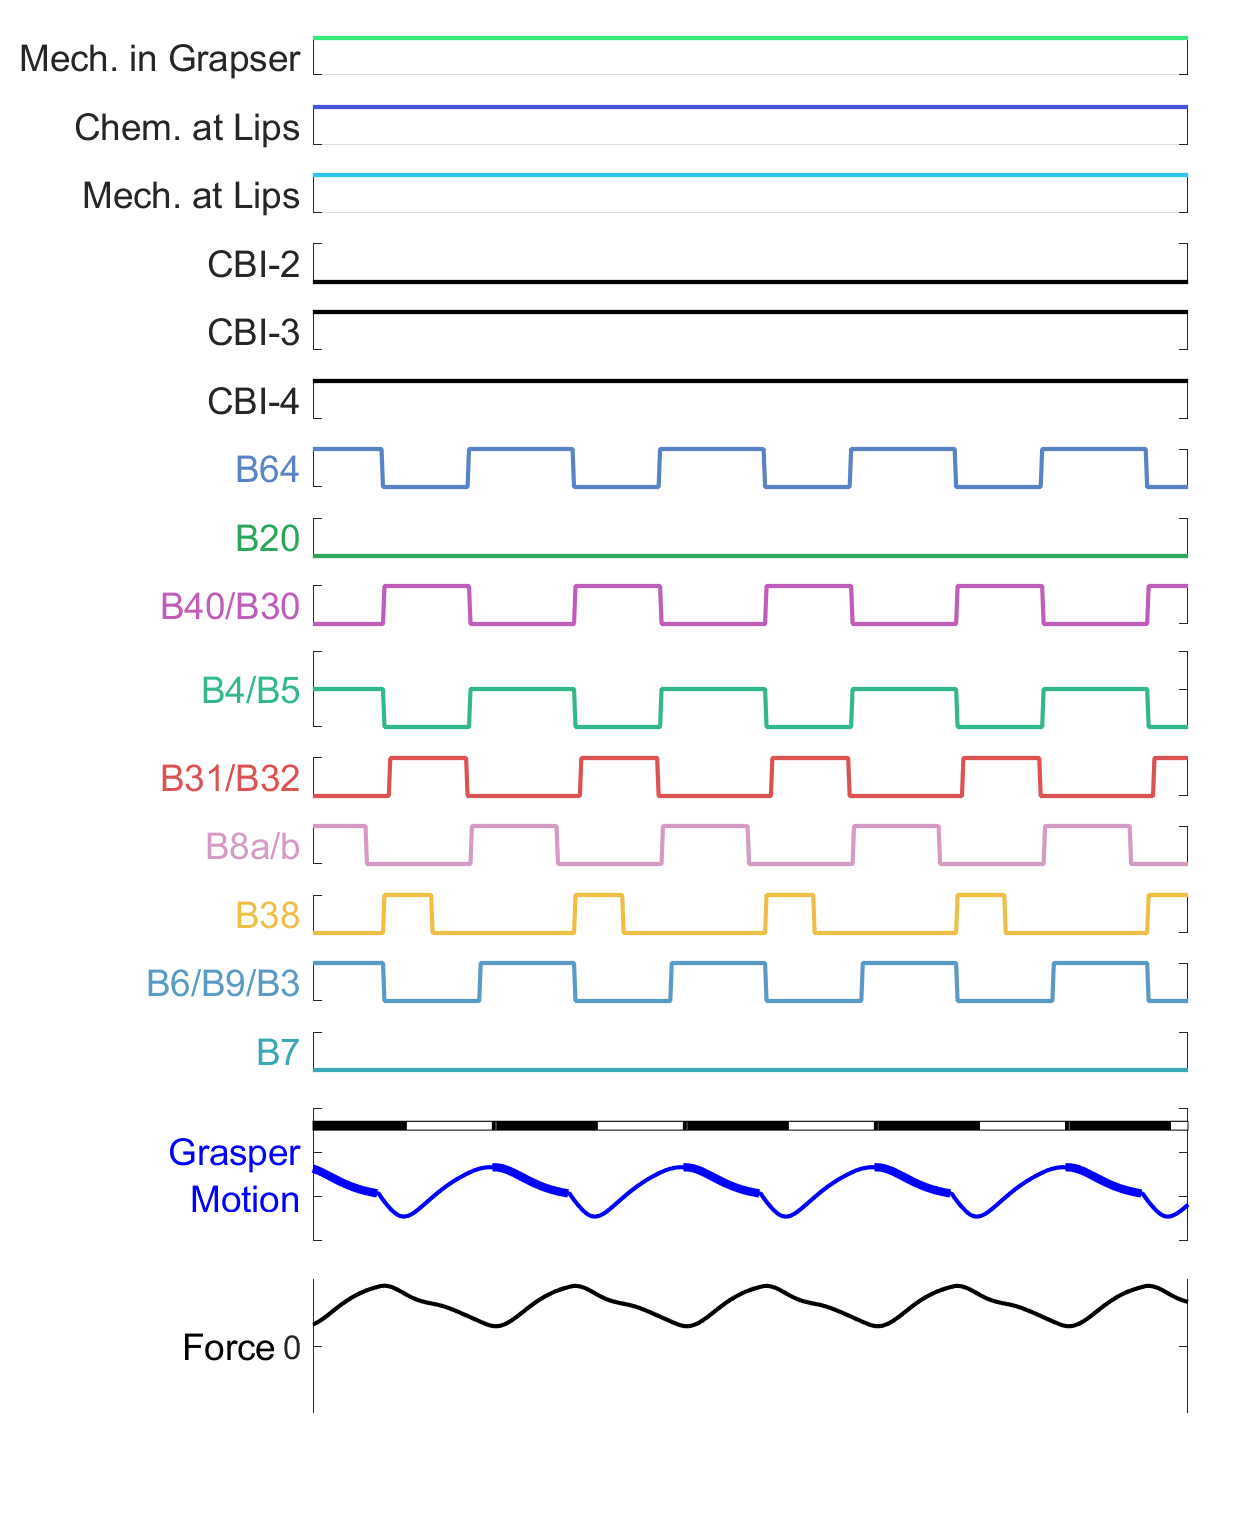 Mech. in Grapser
Chem. at Lips
Mech. at Lips
CBI-2
CBI-3
CBI-4
B64
B20
B40/B30
B4/B5
B31/B32
B8a/b
B38
B6/B9/B3
B7
Grasper
Motion
Force 0